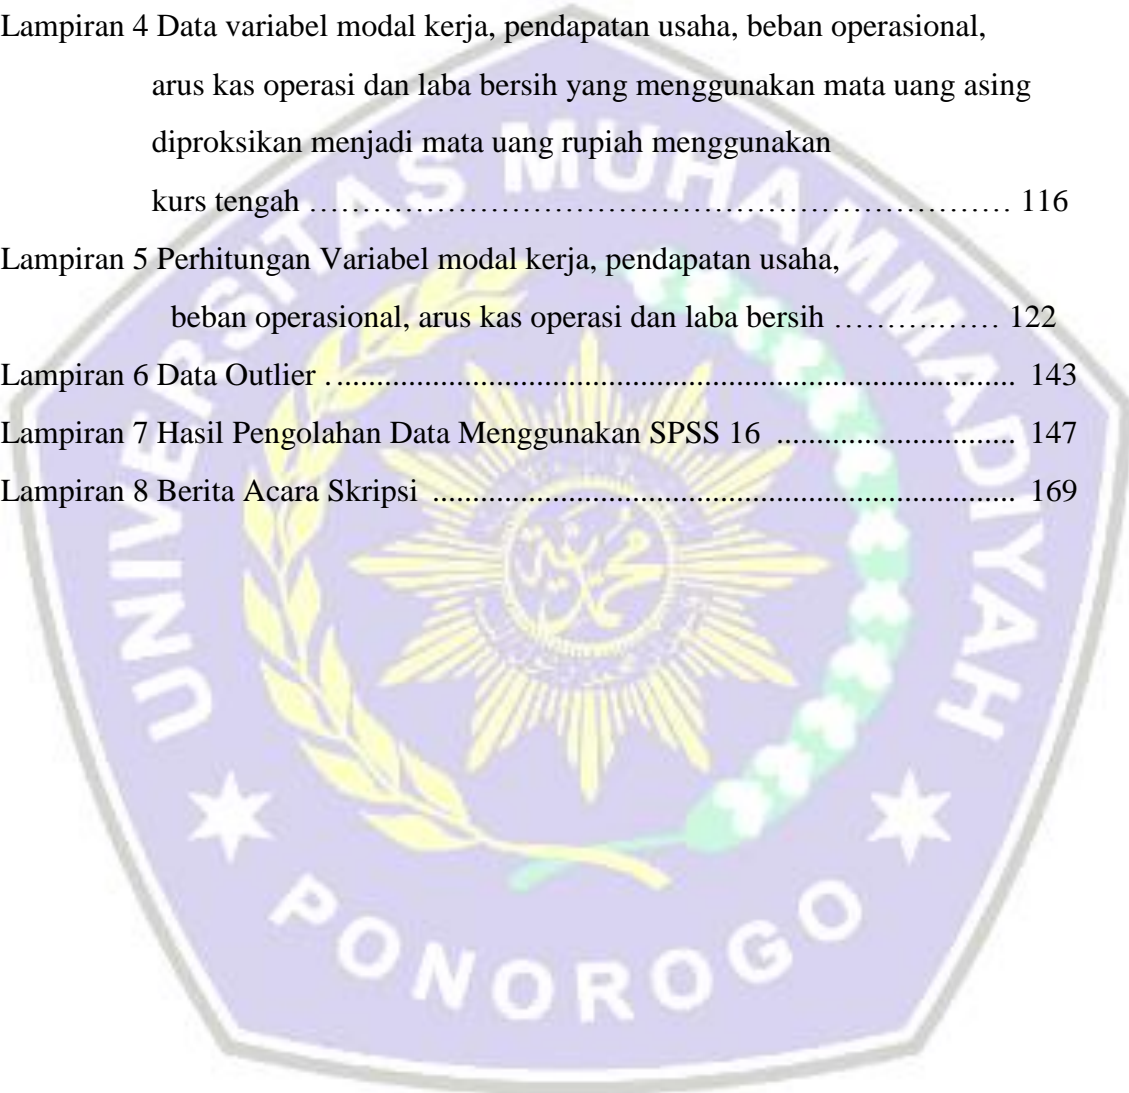 Lampiran 4 Data variabel modal kerja, pendapatan usaha, beban operasional,
arus kas operasi dan laba bersih yang menggunakan mata uang asing
diproksikan menjadi mata uang rupiah menggunakan
kurs tengah …………………………………………………………… 116
Lampiran 5 Perhitungan Variabel modal kerja, pendapatan usaha,
beban operasional, arus kas operasi dan laba bersih …………… 122
Lampiran 6 Data Outlier ..................................................................................... 143
Lampiran 7 Hasil Pengolahan Data Menggunakan SPSS 16 ............................. 147
Lampiran 8 Berita Acara Skripsi ....................................................................... 169
UNIVERSITAS MUHAMMADIYAH
PONOROGO
محمدية